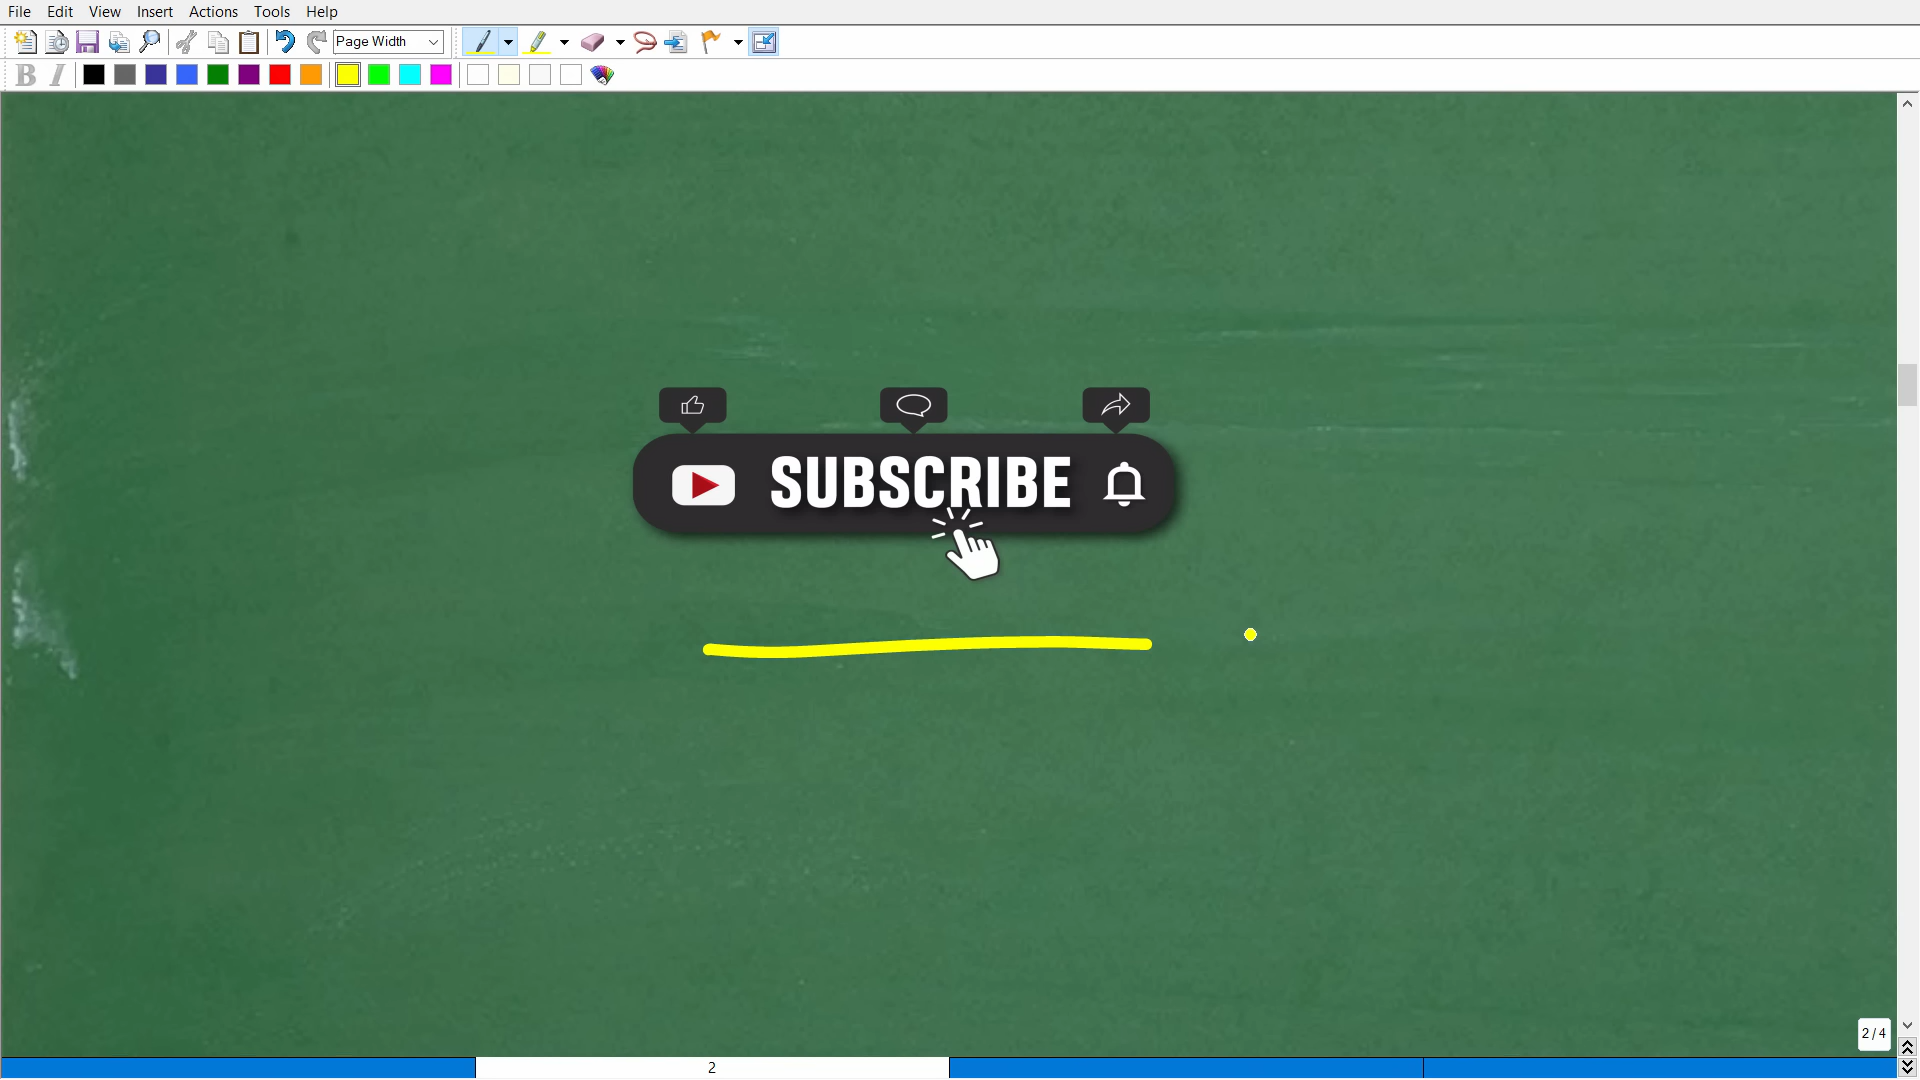 File Edit View Insert Actions Tools Help
Page Width
B I
SUBSCRIBE
2 / 4
2